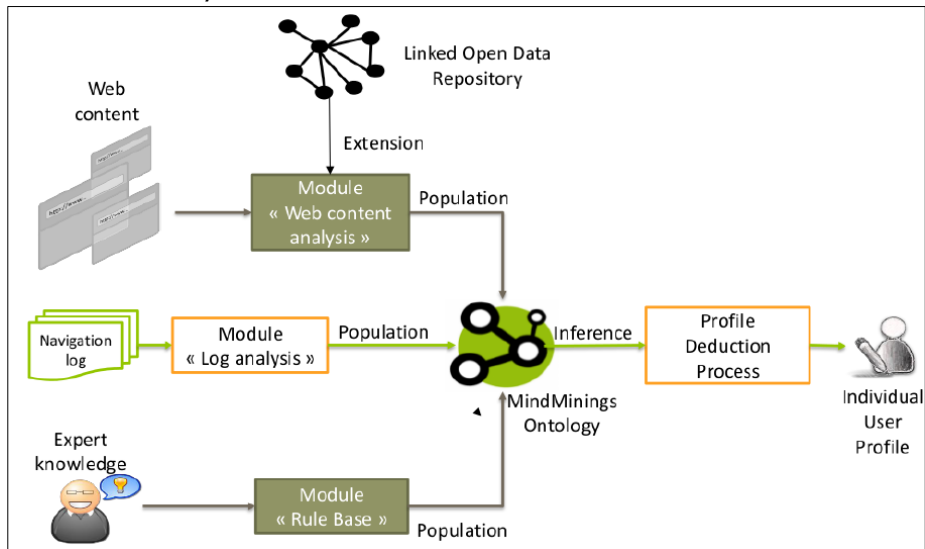 Linked Open Data
Repository
Web
content
Extension
Module
« Web content
analysis »
Population
Navigation
log
Module
« Log analysis »
Population
Inference
Profile
Deduction
Process
MindMinings
Ontology
Individual
User
Profile
Expert
knowledge
Module
« Rule Base »
Population